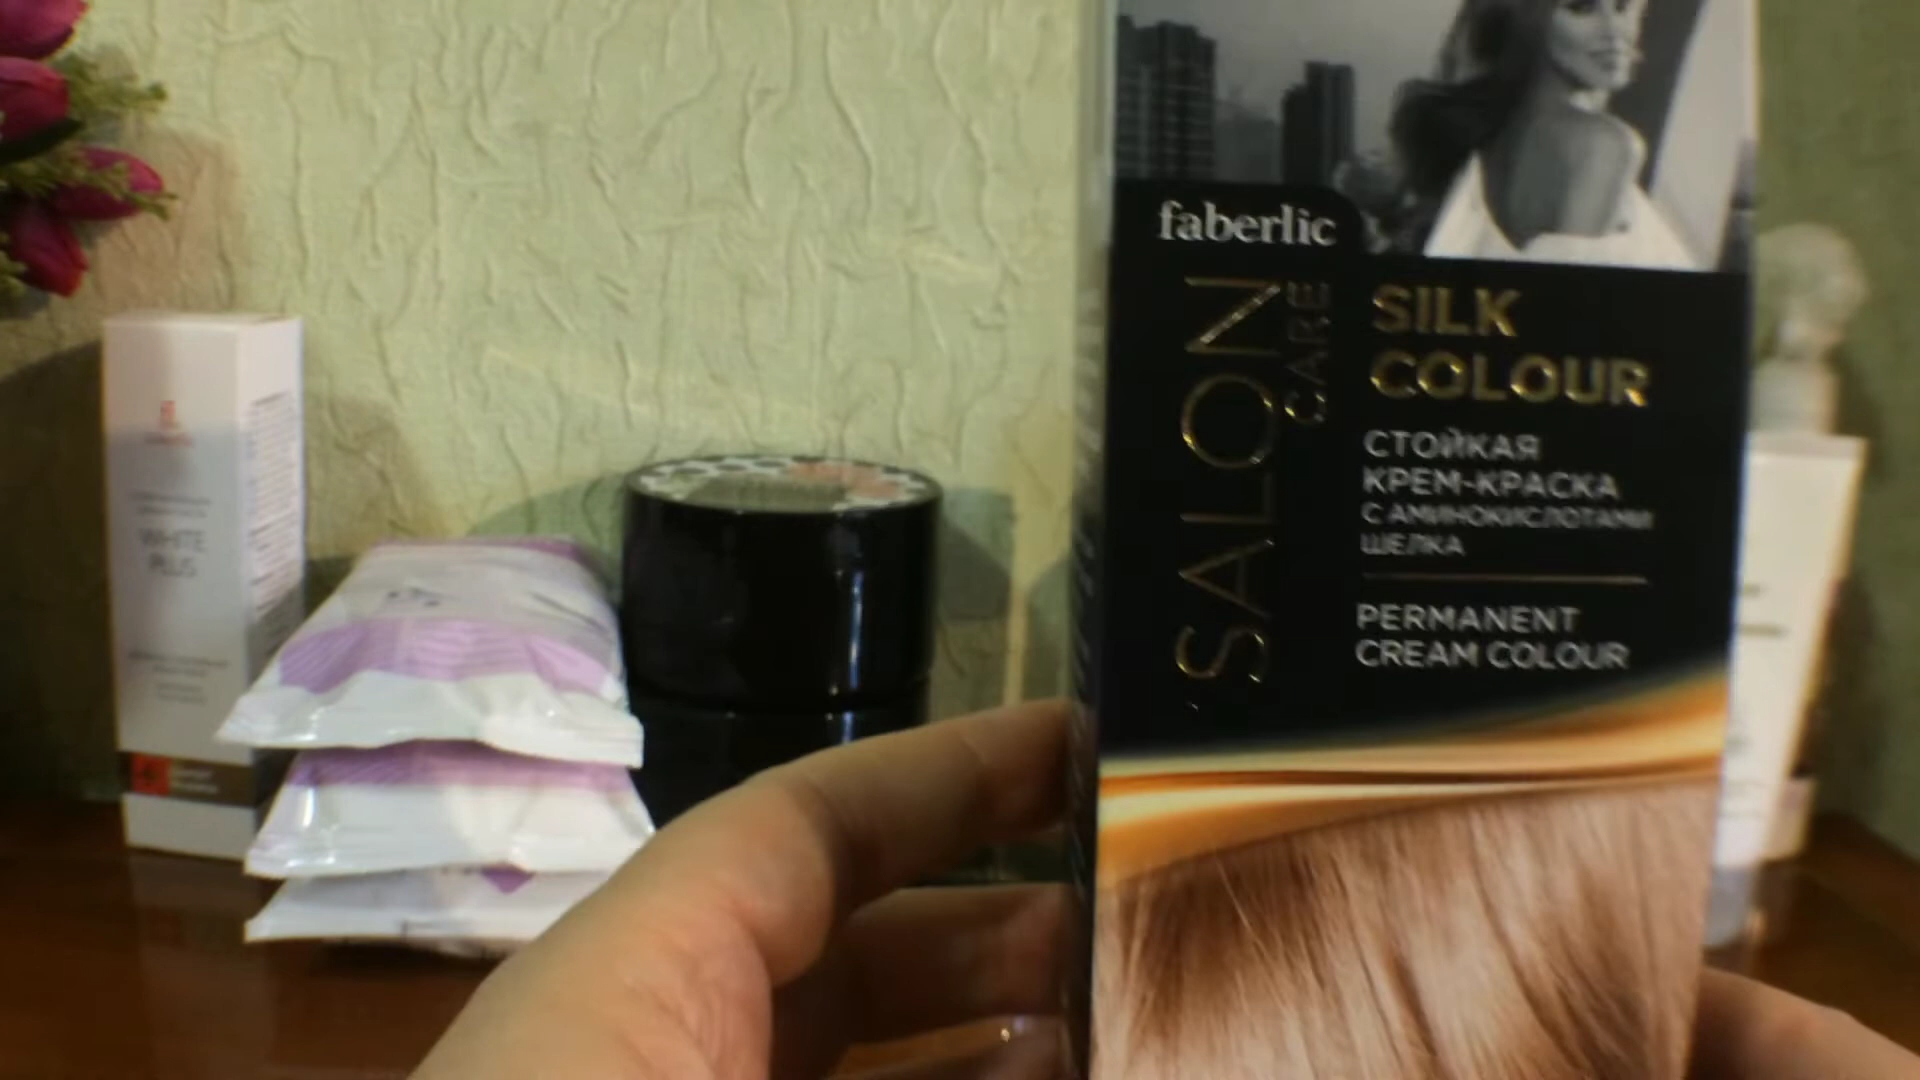 faberlic
SALON
CARE
SILK
COLOUR
СТОЙКАЯ
КРЕМ-КРАСКА
С АМИНОКИСЛОТАМИ
ШЕЛКА
PERMANENT
CREAM COLOUR
WHITE
PLUS